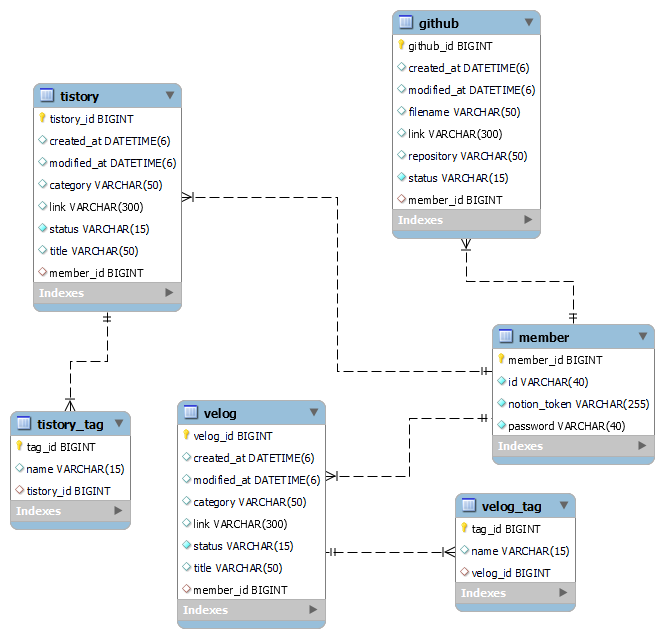 github
github_id BIGINT
created_at DATETIME(6)
modified_at DATETIME(6)
filename VARCHAR(50)
link VARCHAR(300)
repository VARCHAR(50)
status VARCHAR(15)
member_id BIGINT
Indexes
tistory
tistory_id BIGINT
created_at DATETIME(6)
modified_at DATETIME(6)
category VARCHAR(50)
link VARCHAR(300)
status VARCHAR(15)
title VARCHAR(50)
member_id BIGINT
Indexes
member
member_id BIGINT
id VARCHAR(40)
notion_token VARCHAR(255)
password VARCHAR(40)
Indexes
tistory_tag
tag_id BIGINT
name VARCHAR(15)
tistory_id BIGINT
Indexes
velog
velog_id BIGINT
created_at DATETIME(6)
modified_at DATETIME(6)
category VARCHAR(50)
link VARCHAR(300)
status VARCHAR(15)
title VARCHAR(50)
member_id BIGINT
Indexes
velog_tag
tag_id BIGINT
name VARCHAR(15)
velog_id BIGINT
Indexes